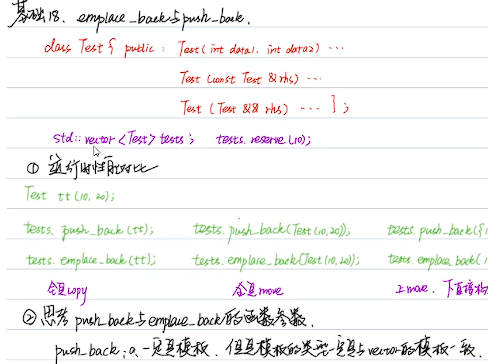 基础18、emplace_back与push_back.
class Test { public : Test(int data1, int data2) ...
Test (const Test &rhs) ...
Test (Test && rhs) ... } ;
std::vector <Test> tests ; tests.reserve(10);
① 运行时性能对比
Test tt (10, 20);
tests. push_back(tt); tests. push_back(Test(10,20)); tests. push_back({1
tests. emplace_back(tt); tests. emplace_back(Test(10,20)); tests. emplace_back(1
全是copy 全是move 上move、下直接构
② 思考 push_back与emplace_back的函数参数.
push_back: a、一定是模板、但是模板的类型一定与vector的模板一致.